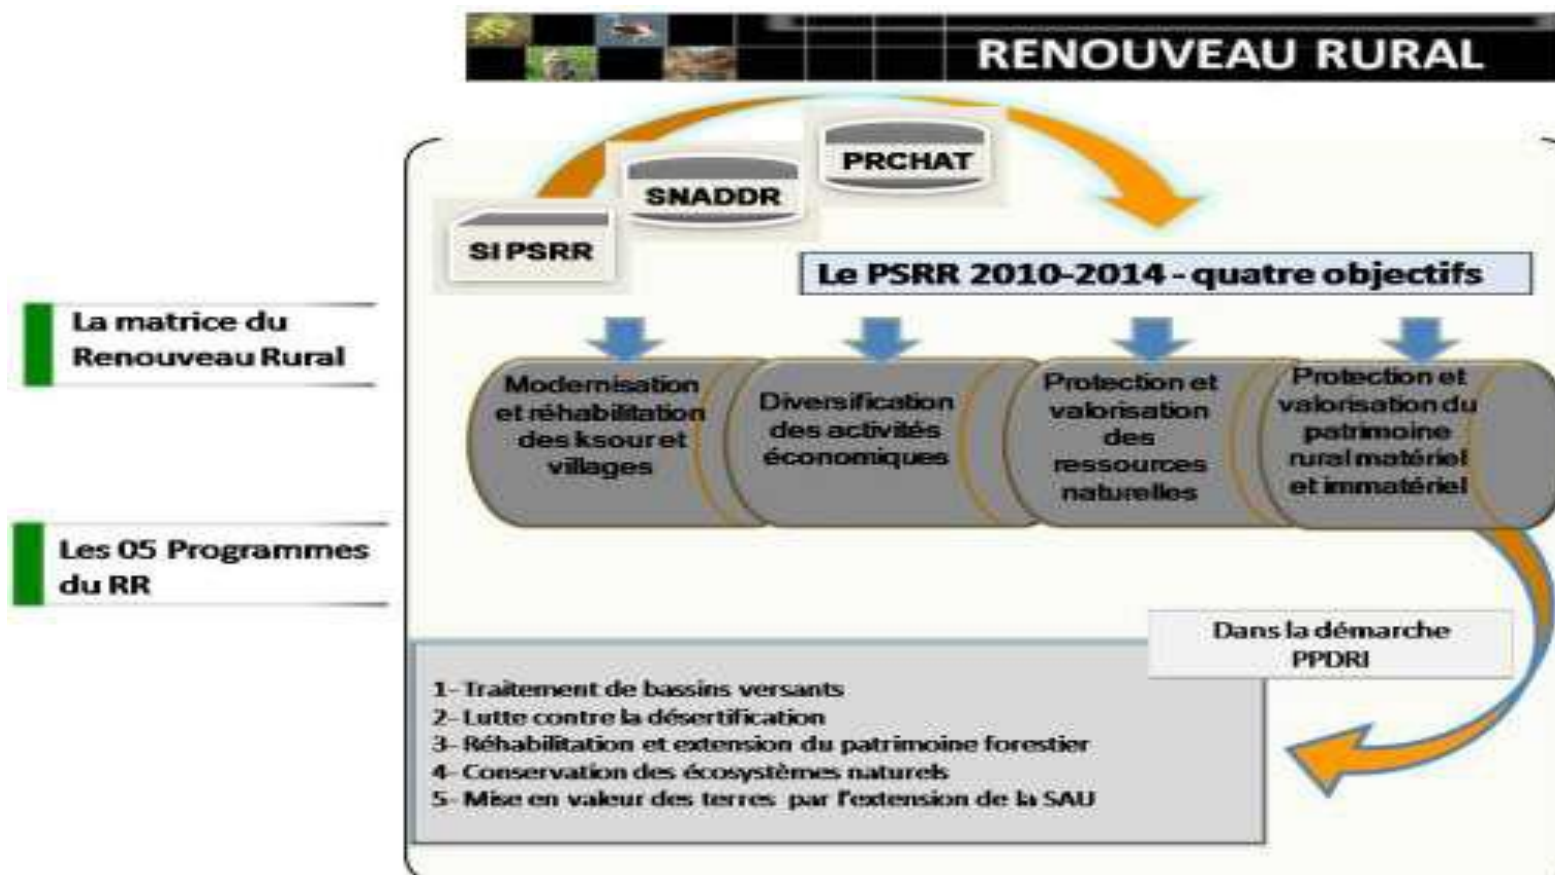 RENOUVEAU RURAL
PRCHAT
SNADDR
SI PSRR
Le PSRR 2010-2014 - quatre objectifs
La matrice du
Renouveau Rural
Modernisation
et réhabilitation
des ksour et
villages
Diversification
des activités
économiques
Protection et
valorisation
des
ressources
naturelles
Protection et
valorisation du
patrimoine
rural matériel
et immatériel
Les 05 Programmes
du RR
Dans la démarche
PPDRI
1- Traitement de bassins versants
2- Lutte contre la désertification
3- Réhabilitation et extension du patrimoine forestier
4- Conservation des écosystèmes naturels
5- Mise en valeur des terres par l'extension de la SAU